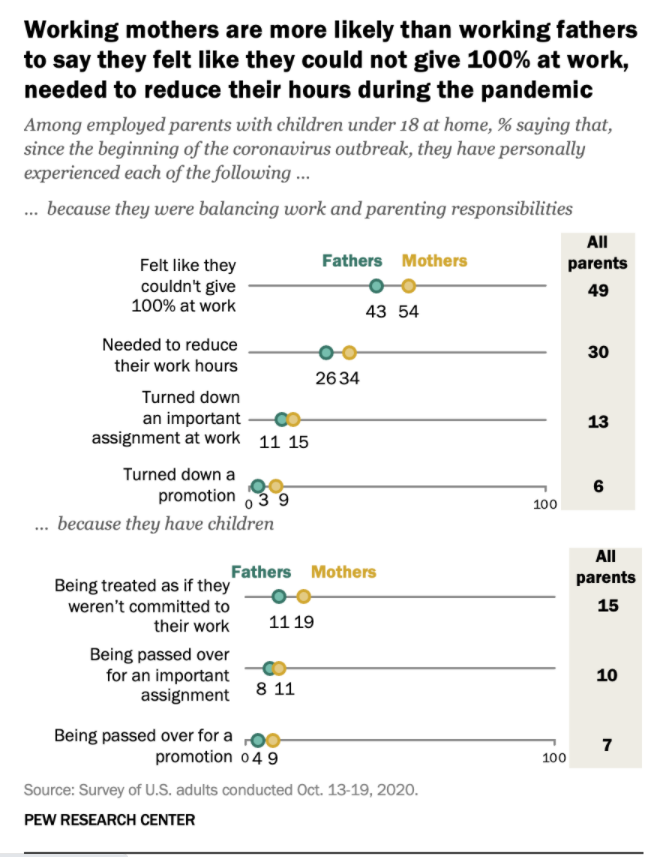 Working mothers are more likely than working fathers
to say they felt like they could not give 100% at work,
needed to reduce their hours during the pandemic
Among employed parents with children under 18 at home, % saying that,
since the beginning of the coronavirus outbreak, they have personally
experienced each of the following ...
... because they were balancing work and parenting responsibilities
All
parents
Fathers Mothers
Felt like they
couldn't give
100% at work
43 54
49
Needed to reduce
their work hours
26 34
30
Turned down
an important
assignment at work
11 15
13
Turned down a
promotion
0 3 9 100
6
... because they have children
All
parents
Fathers Mothers
Being treated as if they
weren't committed to
their work
11 19
15
Being passed over
for an important
assignment
8 11
10
Being passed over for a
promotion
0 4 9 100
7
Source: Survey of U.S. adults conducted Oct. 13-19, 2020.
PEW RESEARCH CENTER